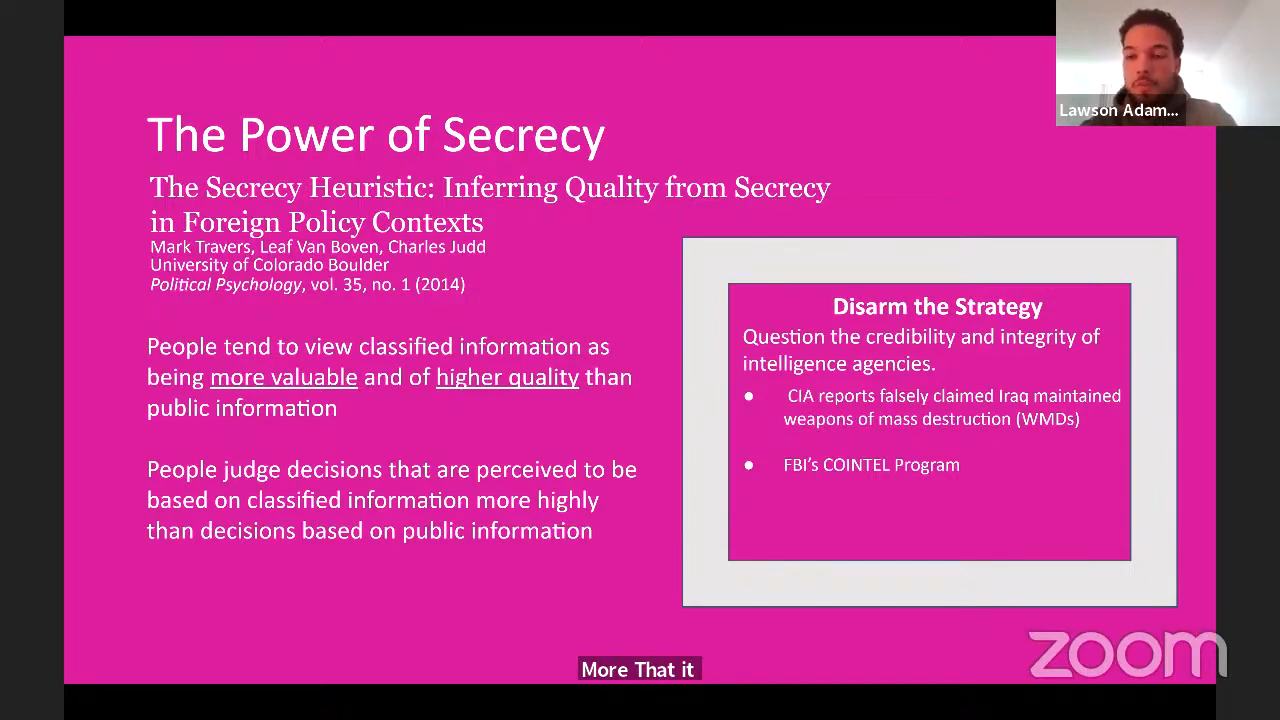 Lawson Adam...
The Power of Secrecy
The Secrecy Heuristic: Inferring Quality from Secrecy
in Foreign Policy Contexts
Mark Travers, Leaf Van Boven, Charles Judd
University of Colorado Boulder
Political Psychology, vol. 35, no. 1 (2014)
People tend to view classified information as
being more valuable and of higher quality than
public information
People judge decisions that are perceived to be
based on classified information more highly
than decisions based on public information
Disarm the Strategy
Question the credibility and integrity of
intelligence agencies.
● CIA reports falsely claimed Iraq maintained
weapons of mass destruction (WMDs)
● FBI's COINTEL Program
zoom
More That it